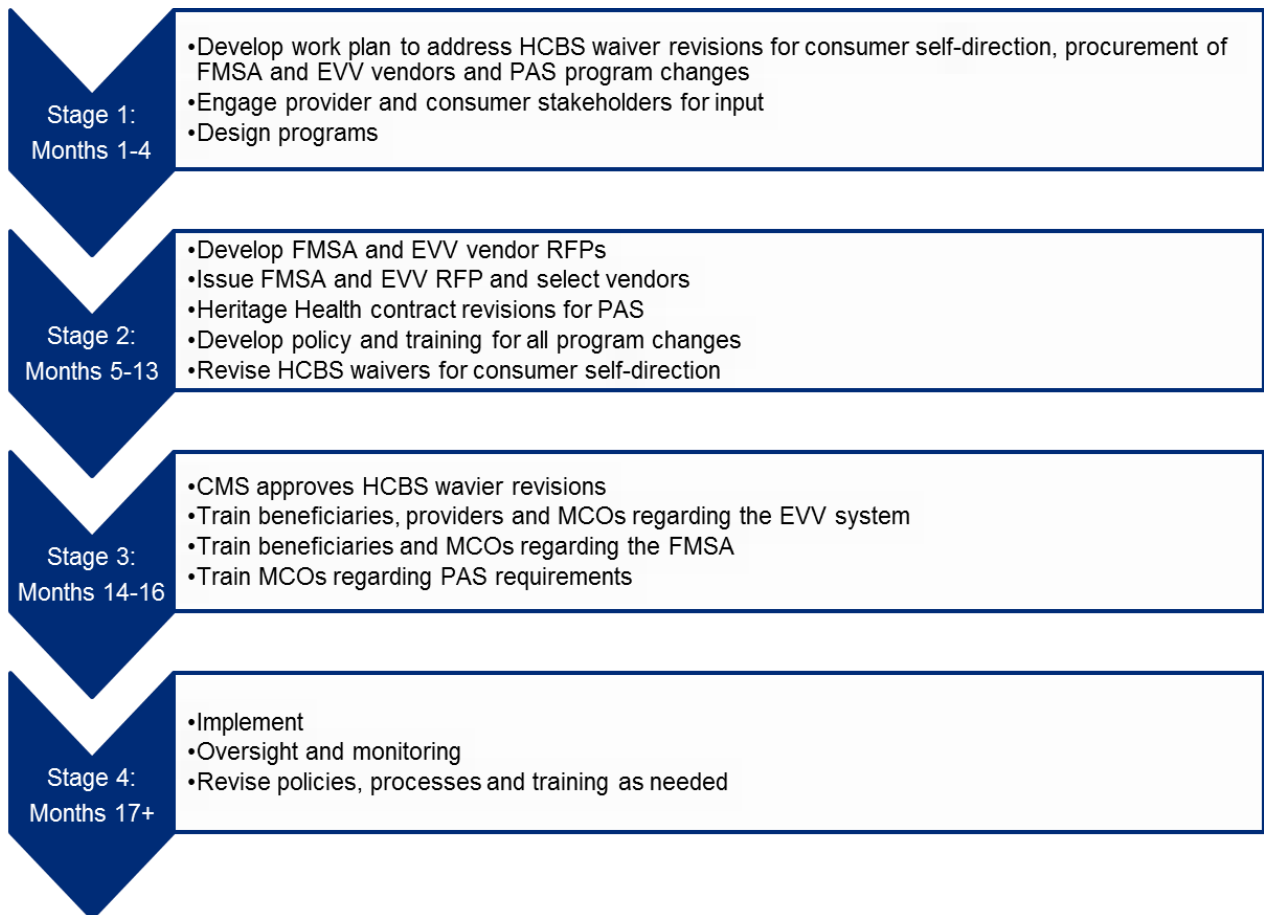 Stage 1:
Months 1-4
•Develop work plan to address HCBS waiver revisions for consumer self-direction, procurement of
FMSA and EVV vendors and PAS program changes
•Engage provider and consumer stakeholders for input
•Design programs
Stage 2:
Months 5-13
•Develop FMSA and EVV vendor RFPs
•Issue FMSA and EVV RFP and select vendors
•Heritage Health contract revisions for PAS
•Develop policy and training for all program changes
•Revise HCBS waivers for consumer self-direction
Stage 3:
Months 14-16
•CMS approves HCBS wavier revisions
•Train beneficiaries, providers and MCOs regarding the EVV system
•Train beneficiaries and MCOs regarding the FMSA
•Train MCOs regarding PAS requirements
Stage 4:
Months 17+
•Implement
•Oversight and monitoring
•Revise policies, processes and training as needed